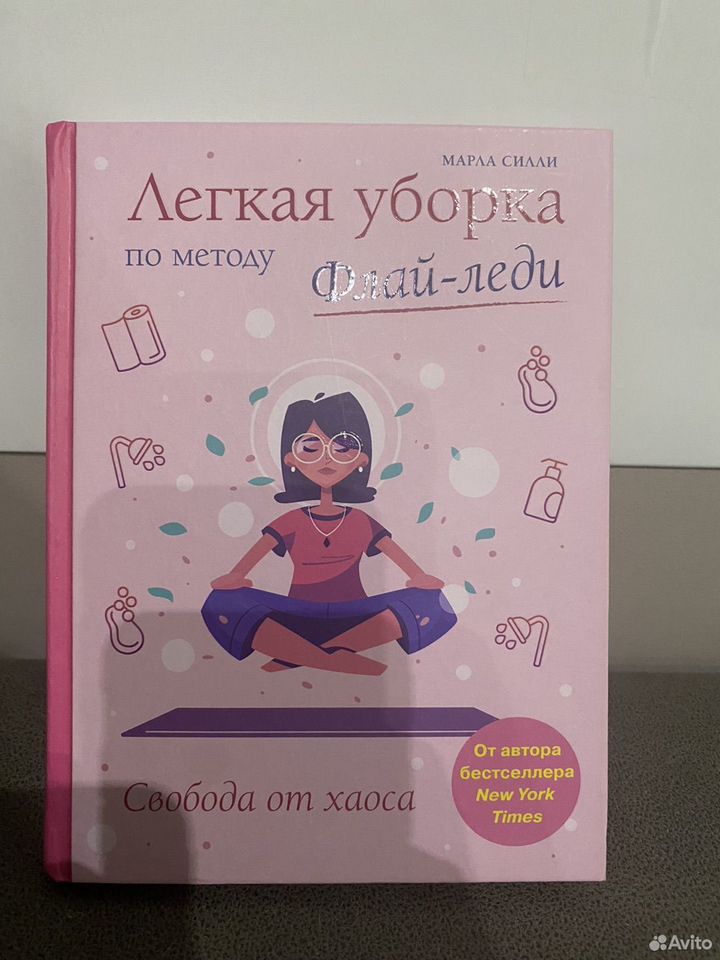 МАРЛА СИЛЛИ
Легкая уборка
по методу
Флай-леди
Свобода от хаоса
От автора
бестселлера
New York
Times
Avito